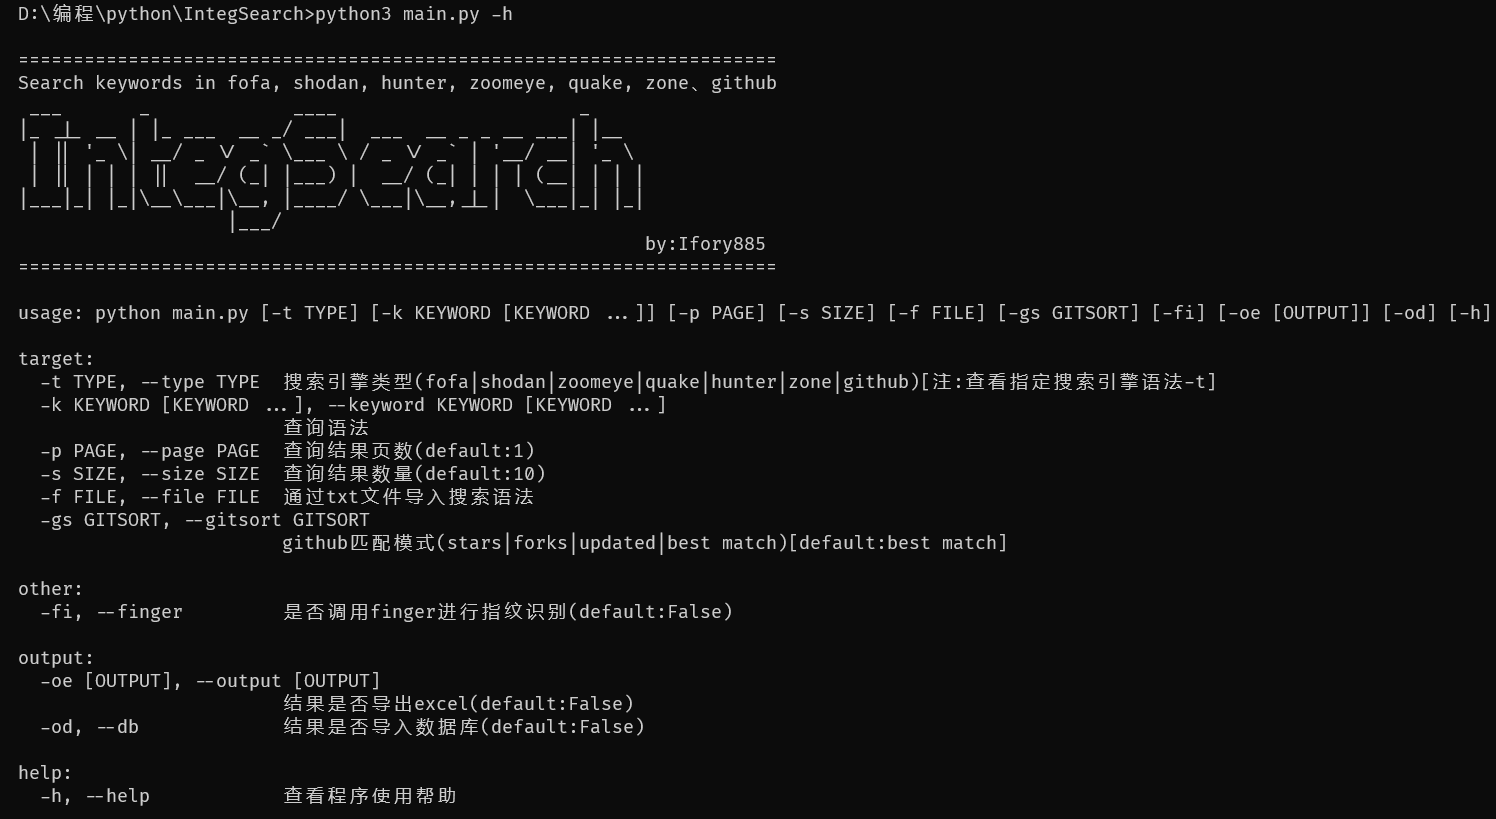 D:\编程\python\IntegSearch>python3 main.py -h
=====================================================================
Search keywords in fofa, shodan, hunter, zoomeye, quake, zone、github
IntegSearch
by:Ifory885
=====================================================================
usage: python main.py [-t TYPE] [-k KEYWORD [KEYWORD ...]] [-p PAGE] [-s SIZE] [-f FILE] [-gs GITSORT] [-fi] [-oe [OUTPUT]] [-od] [-h]
target:
-t TYPE, --type TYPE 搜索引擎类型(fofa|shodan|zoomeye|quake|hunter|zone|github)[注:查看指定搜索引擎语法-t]
-k KEYWORD [KEYWORD ...], --keyword KEYWORD [KEYWORD ...]
查询语法
-p PAGE, --page PAGE 查询结果页数(default:1)
-s SIZE, --size SIZE 查询结果数量(default:10)
-f FILE, --file FILE 通过txt文件导入搜索语法
-gs GITSORT, --gitsort GITSORT
github匹配模式(stars|forks|updated|best match)[default:best match]
other:
-fi, --finger 是否调用finger进行指纹识别(default:False)
output:
-oe [OUTPUT], --output [OUTPUT]
结果是否导出excel(default:False)
-od, --db 结果是否导入数据库(default:False)
help:
-h, --help 查看程序使用帮助